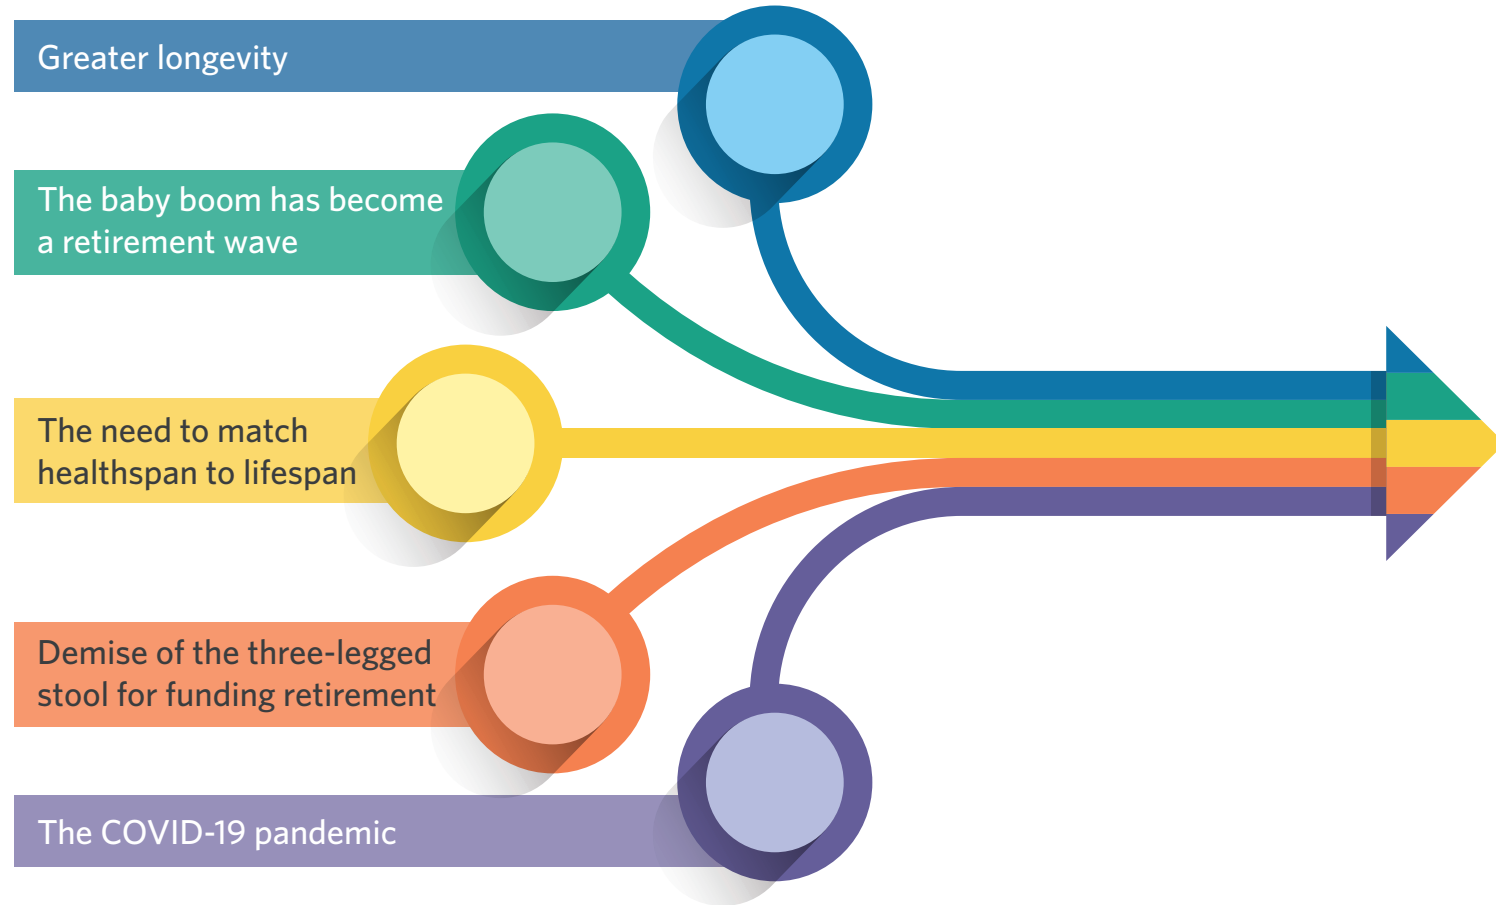 Greater longevity
The baby boom has become
a retirement wave
The need to match
healthspan to lifespan
Demise of the three-legged
stool for funding retirement
The COVID-19 pandemic